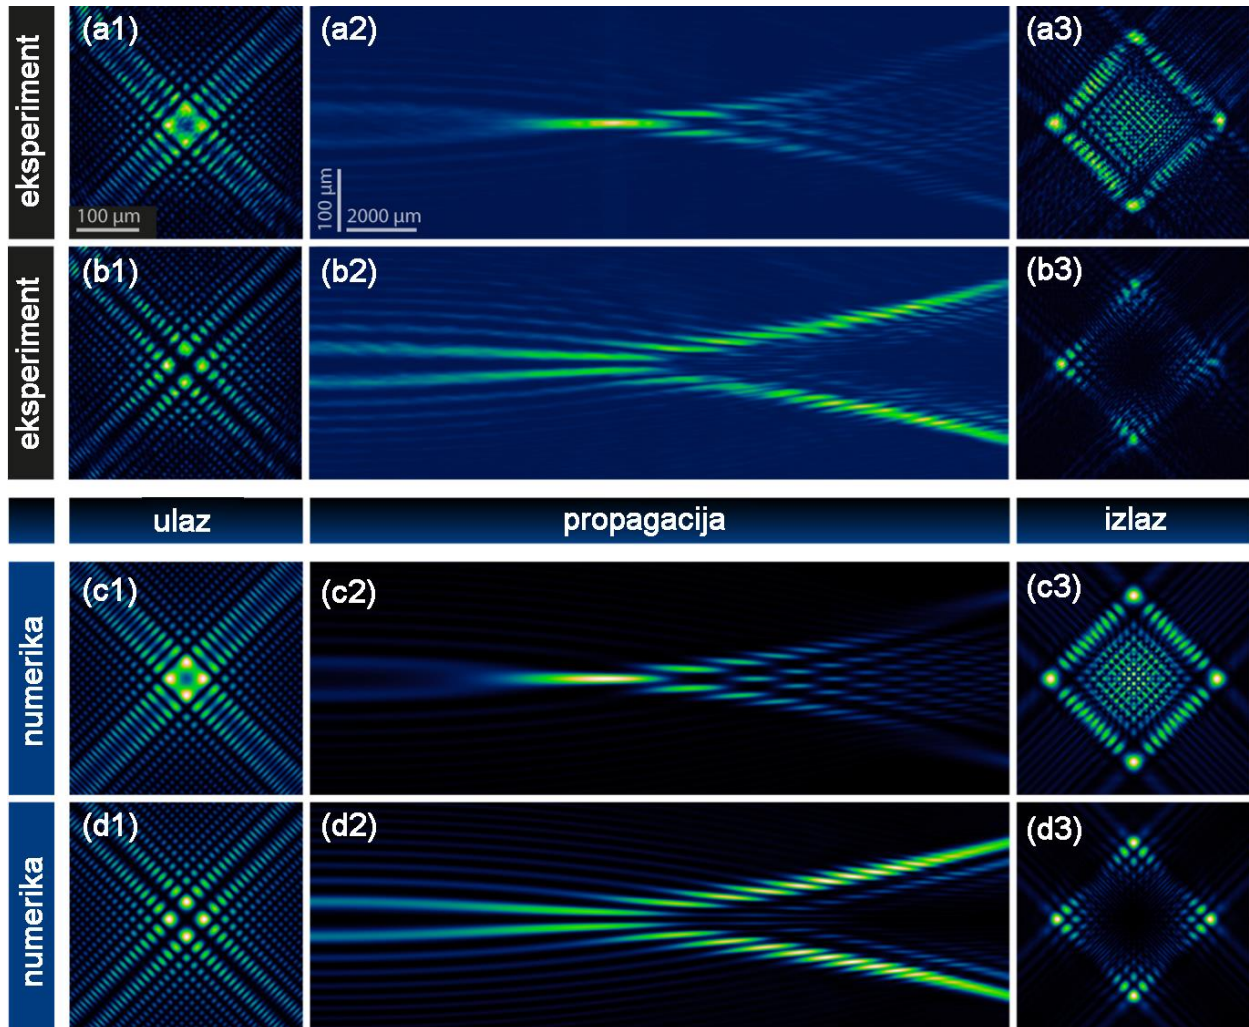 eksperiment
(a1)
100 µm
(a2)
100 µm
2000 µm
(a3)
eksperiment
(b1)
(b2)
(b3)
ulaz
propagacija
izlaz
numerika
(c1)
(c2)
(c3)
numerika
(d1)
(d2)
(d3)